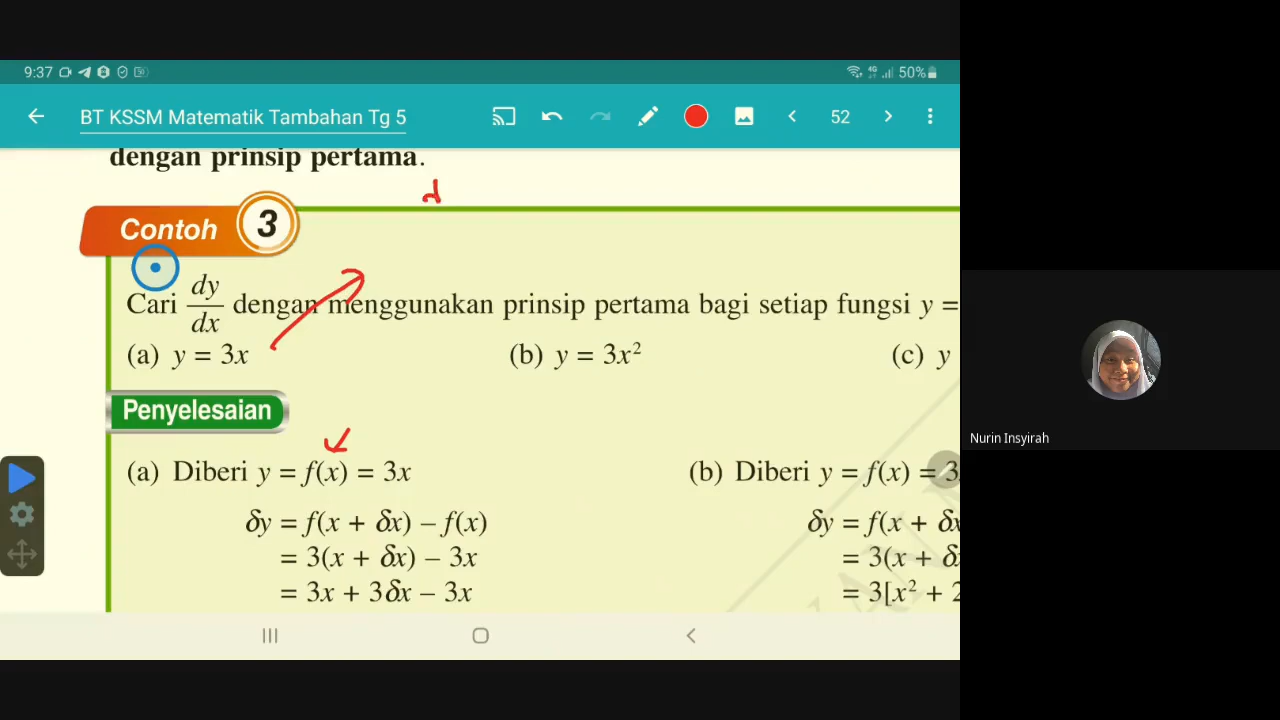 9:37 50%
BT KSSM Matematik Tambahan Tg 5 52
dengan prinsip pertama.
Contoh 3
Cari dy/dx dengan menggunakan prinsip pertama bagi setiap fungsi y =
(a) y = 3x (b) y = 3x² (c) y
Penyelesaian
(a) Diberi y = f(x) = 3x (b) Diberi y = f(x) = 3
δy = f(x + δx) – f(x) δy = f(x + δx
= 3(x + δx) – 3x = 3(x + δ
= 3x + 3δx – 3x = 3[x² + 2
Nurin Insyirah